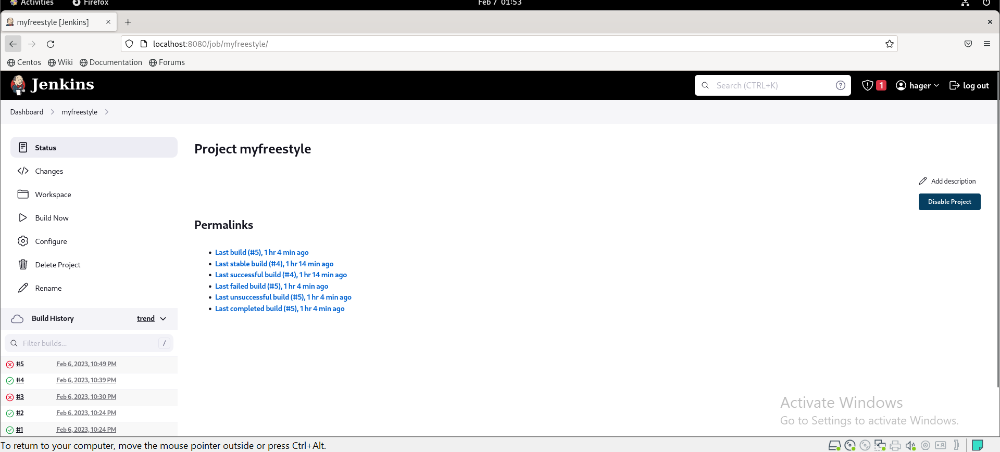 Activities Firefox Feb 7 01:53
myfreestyle [Jenkins]
localhost:8080/job/myfreestyle/
Centos Wiki Documentation Forums
Jenkins Search (CTRL+K) ? 1 hager log out
Dashboard myfreestyle
Status
Changes
Workspace
Build Now
Configure
Delete Project
Rename
Build History trend
Filter builds... /
#5 Feb 6, 2023, 10:49 PM
#4 Feb 6, 2023, 10:39 PM
#3 Feb 6, 2023, 10:30 PM
#2 Feb 6, 2023, 10:24 PM
#1 Feb 6, 2023, 10:24 PM
Project myfreestyle
Add description
Disable Project
Permalinks
Last build (#5), 1 hr 4 min ago
Last stable build (#4), 1 hr 14 min ago
Last successful build (#4), 1 hr 14 min ago
Last failed build (#5), 1 hr 4 min ago
Last unsuccessful build (#5), 1 hr 4 min ago
Last completed build (#5), 1 hr 4 min ago
Activate Windows
Go to Settings to activate Windows.
To return to your computer, move the mouse pointer outside or press Ctrl+Alt.